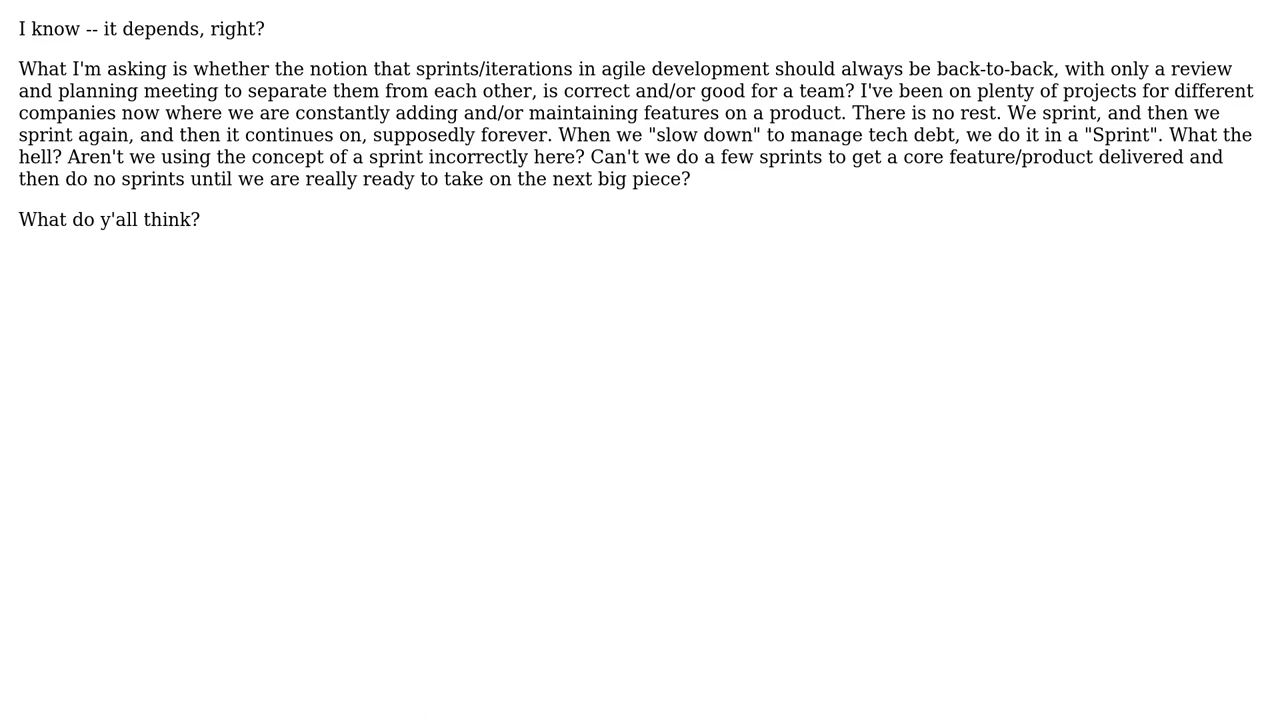 I know -- it depends, right?
What I'm asking is whether the notion that sprints/iterations in agile development should always be back-to-back, with only a review
and planning meeting to separate them from each other, is correct and/or good for a team? I've been on plenty of projects for different
companies now where we are constantly adding and/or maintaining features on a product. There is no rest. We sprint, and then we
sprint again, and then it continues on, supposedly forever. When we "slow down" to manage tech debt, we do it in a "Sprint". What the
hell? Aren't we using the concept of a sprint incorrectly here? Can't we do a few sprints to get a core feature/product delivered and
then do no sprints until we are really ready to take on the next big piece?
What do y'all think?